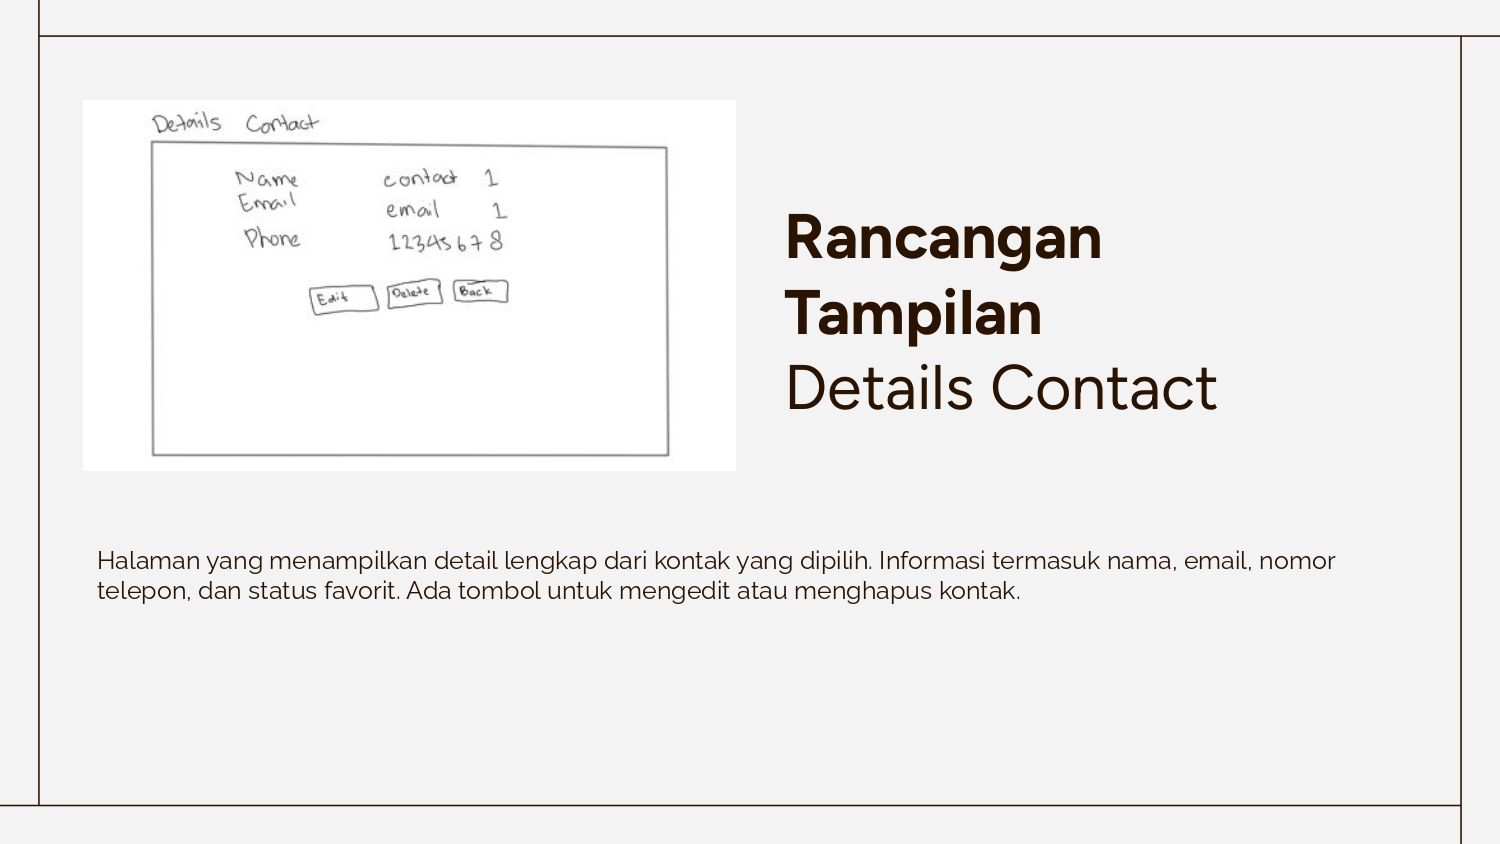 Details Contact
Name contact 1
Email email 1
Phone 12345678
Edit Delete Back
Rancangan
Tampilan
Details Contact
Halaman yang menampilkan detail lengkap dari kontak yang dipilih. Informasi termasuk nama, email, nomor
telepon, dan status favorit. Ada tombol untuk mengedit atau menghapus kontak.